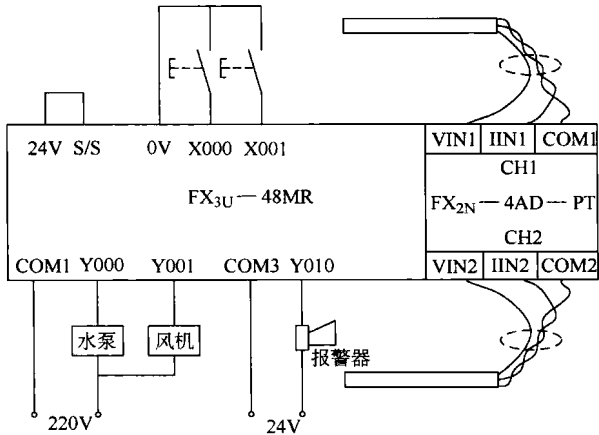 24V S/S 0V X000 X001
VIN1 IIN1 COM1
CH1
FX3U—48MR
FX2N—4AD—PT
CH2
COM1 Y000 Y001 COM3 Y010
VIN2 IIN2 COM2
水泵 风机
报警器
220V 24V